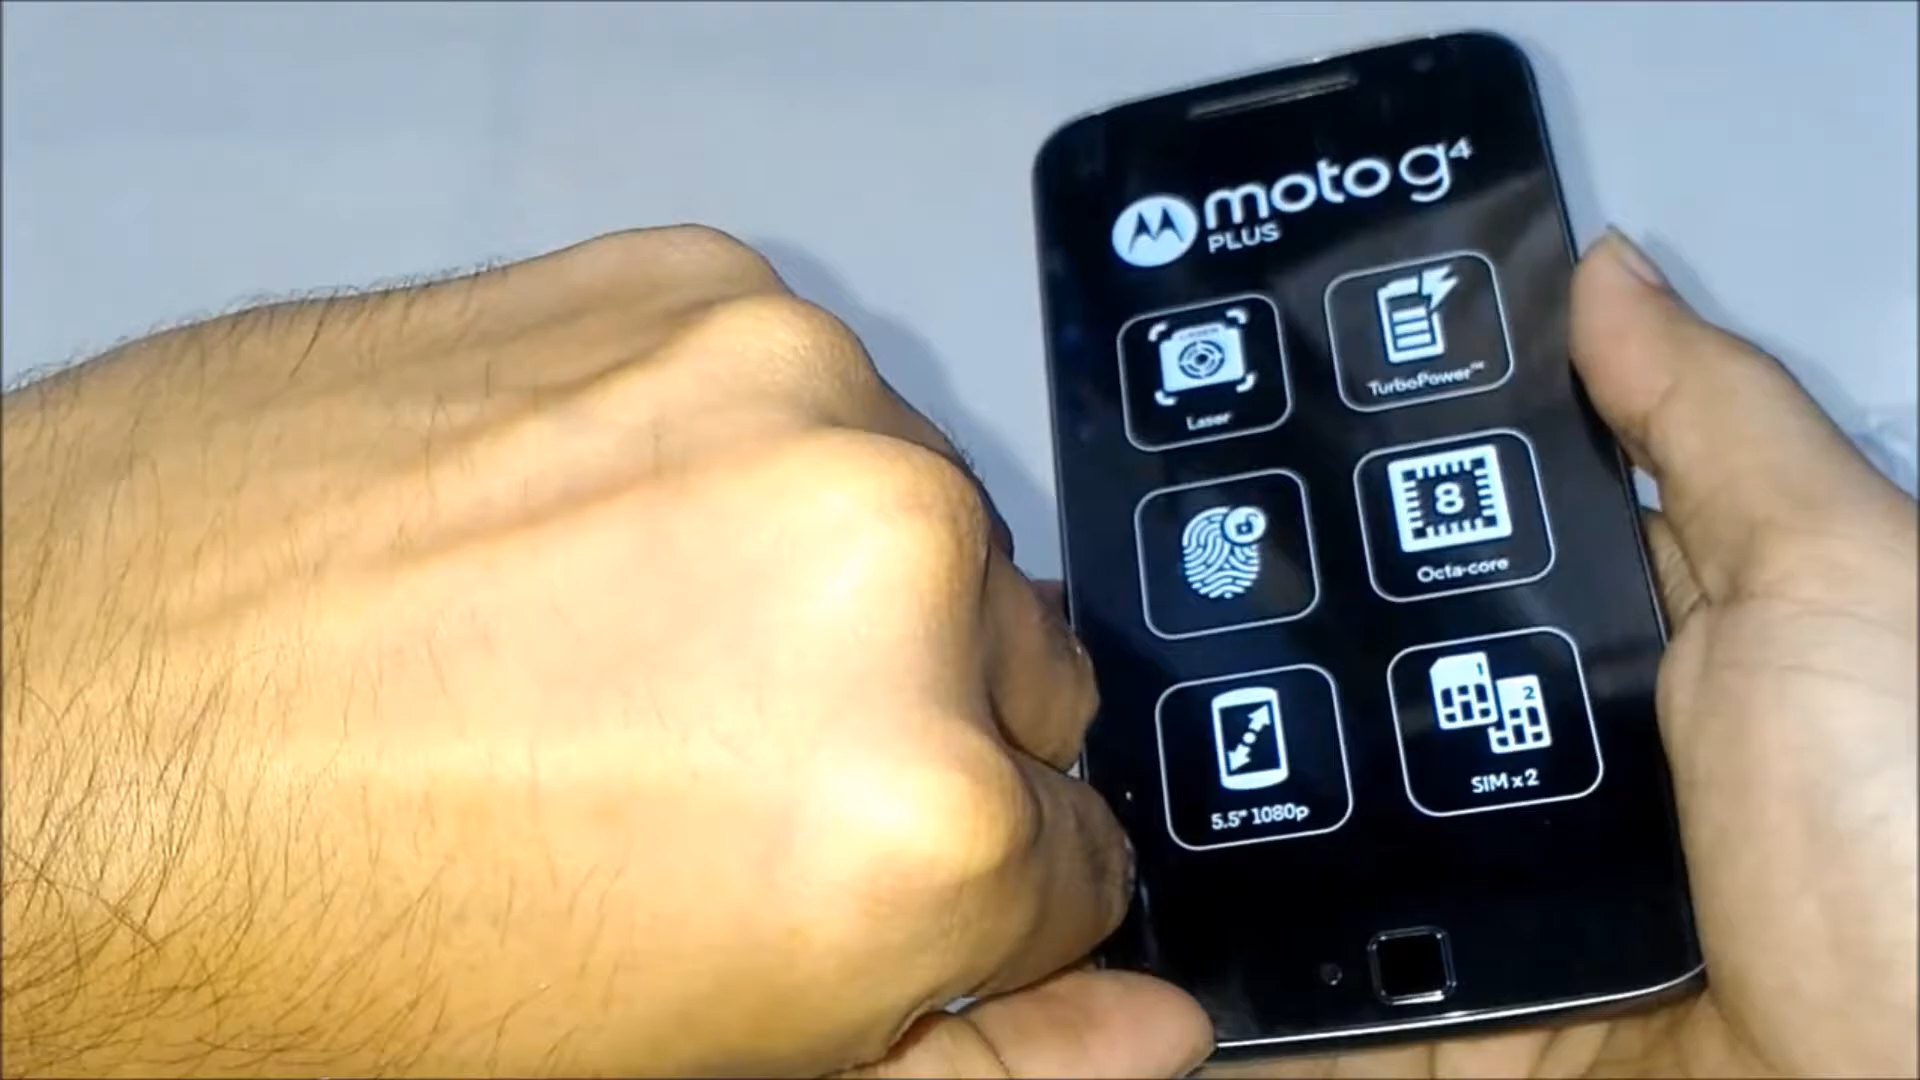 moto g4
PLUS
Laser
TurboPower™
8
Octa-core
5.5" 1080p
1
2
SIM x 2